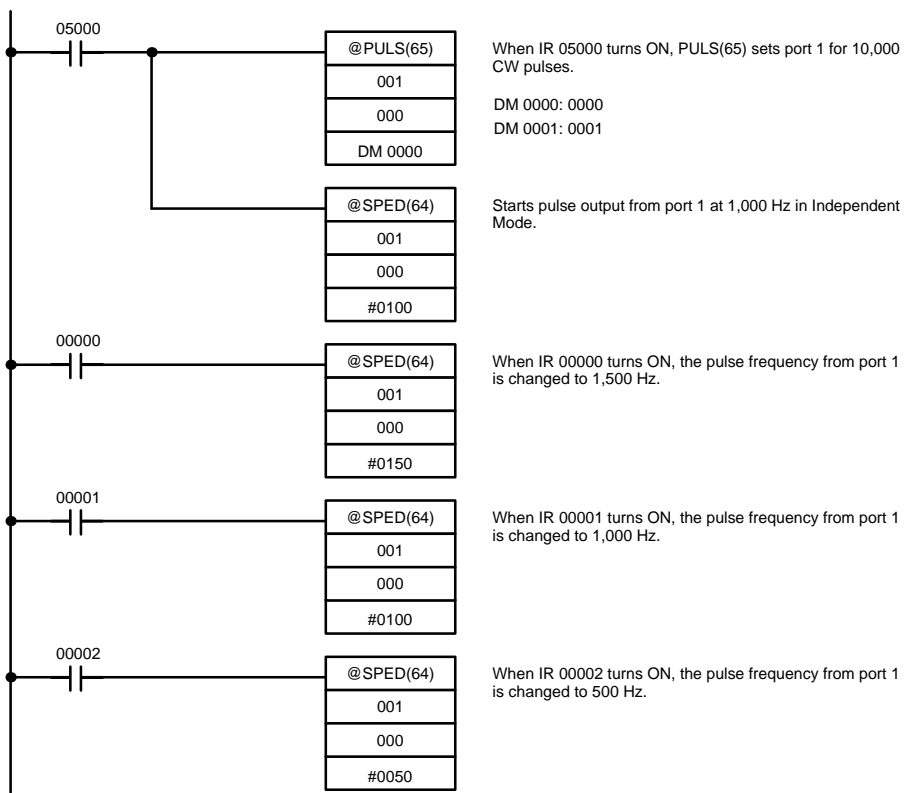 05000
@PULS(65)
001
000
DM 0000
When IR 05000 turns ON, PULS(65) sets port 1 for 10,000
CW pulses.
DM 0000: 0000
DM 0001: 0001
@SPED(64)
001
000
#0100
Starts pulse output from port 1 at 1,000 Hz in Independent
Mode.
00000
@SPED(64)
001
000
#0150
When IR 00000 turns ON, the pulse frequency from port 1
is changed to 1,500 Hz.
00001
@SPED(64)
001
000
#0100
When IR 00001 turns ON, the pulse frequency from port 1
is changed to 1,000 Hz.
00002
@SPED(64)
001
000
#0050
When IR 00002 turns ON, the pulse frequency from port 1
is changed to 500 Hz.